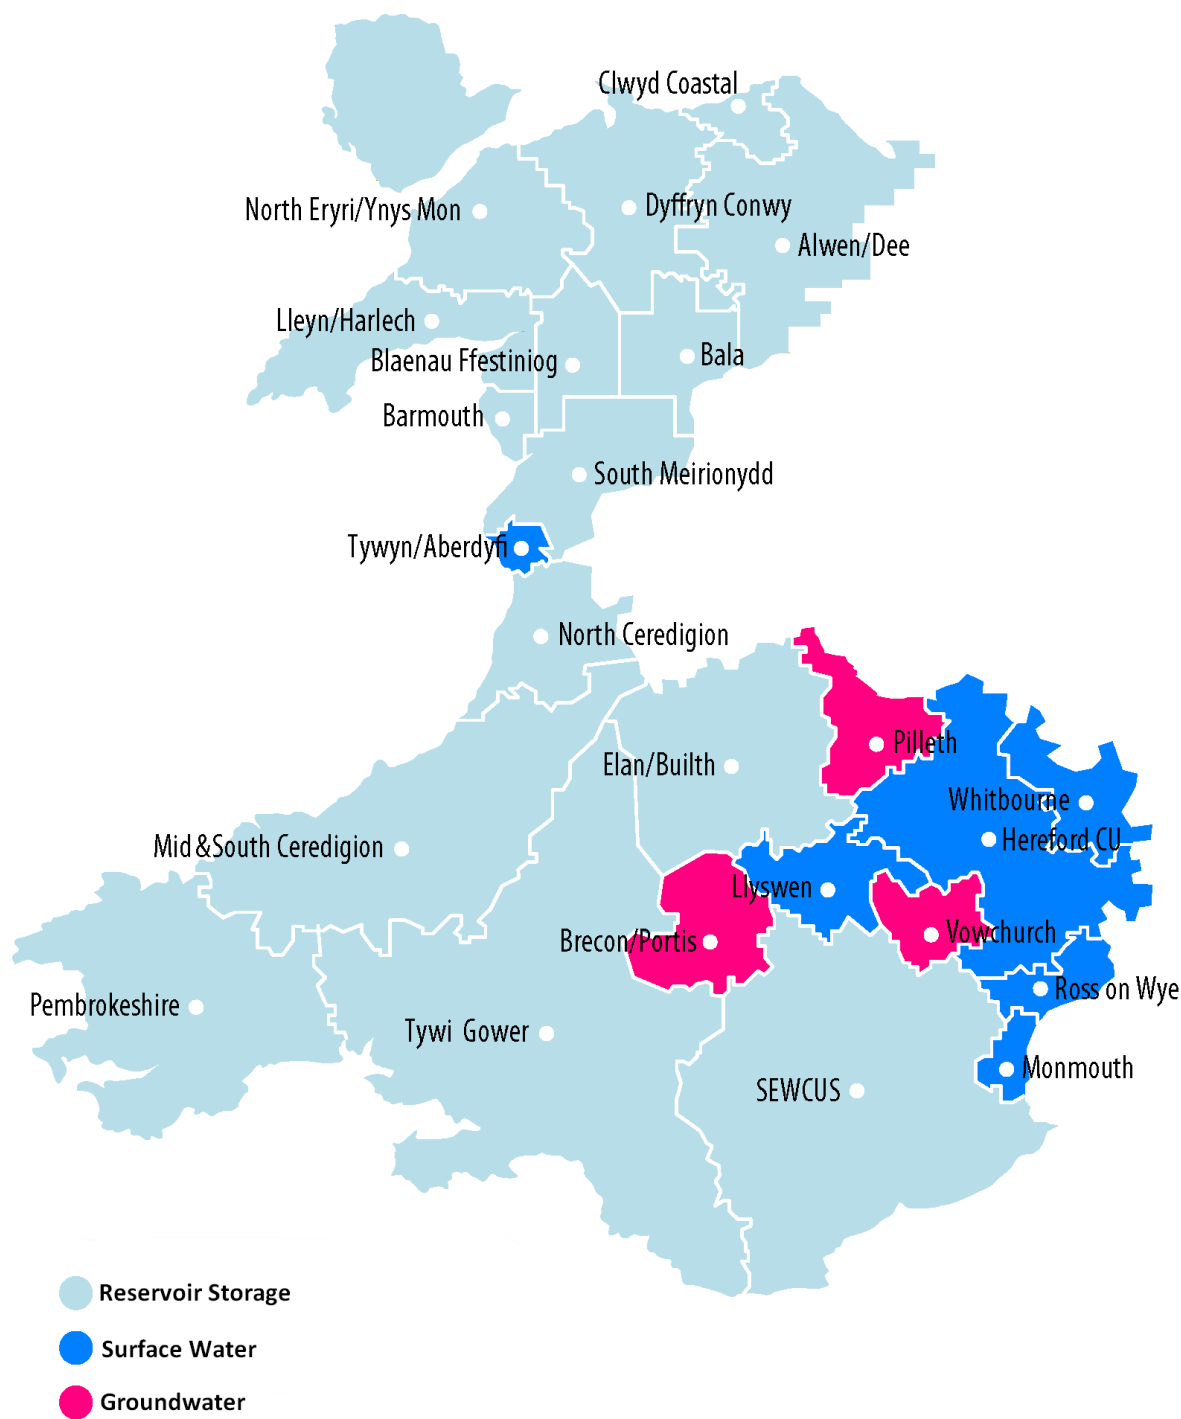 Clwyd Coastal
North Eryri/Ynys Mon
Dyffryn Conwy
Alwen/Dee
Lleyn/Harlech
Blaenau Ffestiniog
Bala
Barmouth
South Meirionydd
Tywyn/Aberdyfi
North Ceredigion
Pilleth
Elan/Builth
Whitbourne
Hereford CU
Mid &South Ceredigion
Llyswen
Brecon/Portis
Vowchurch
Ross on Wye
Pembrokeshire
Tywi Gower
Monmouth
SEWCUS
Reservoir Storage
Surface Water
Groundwater